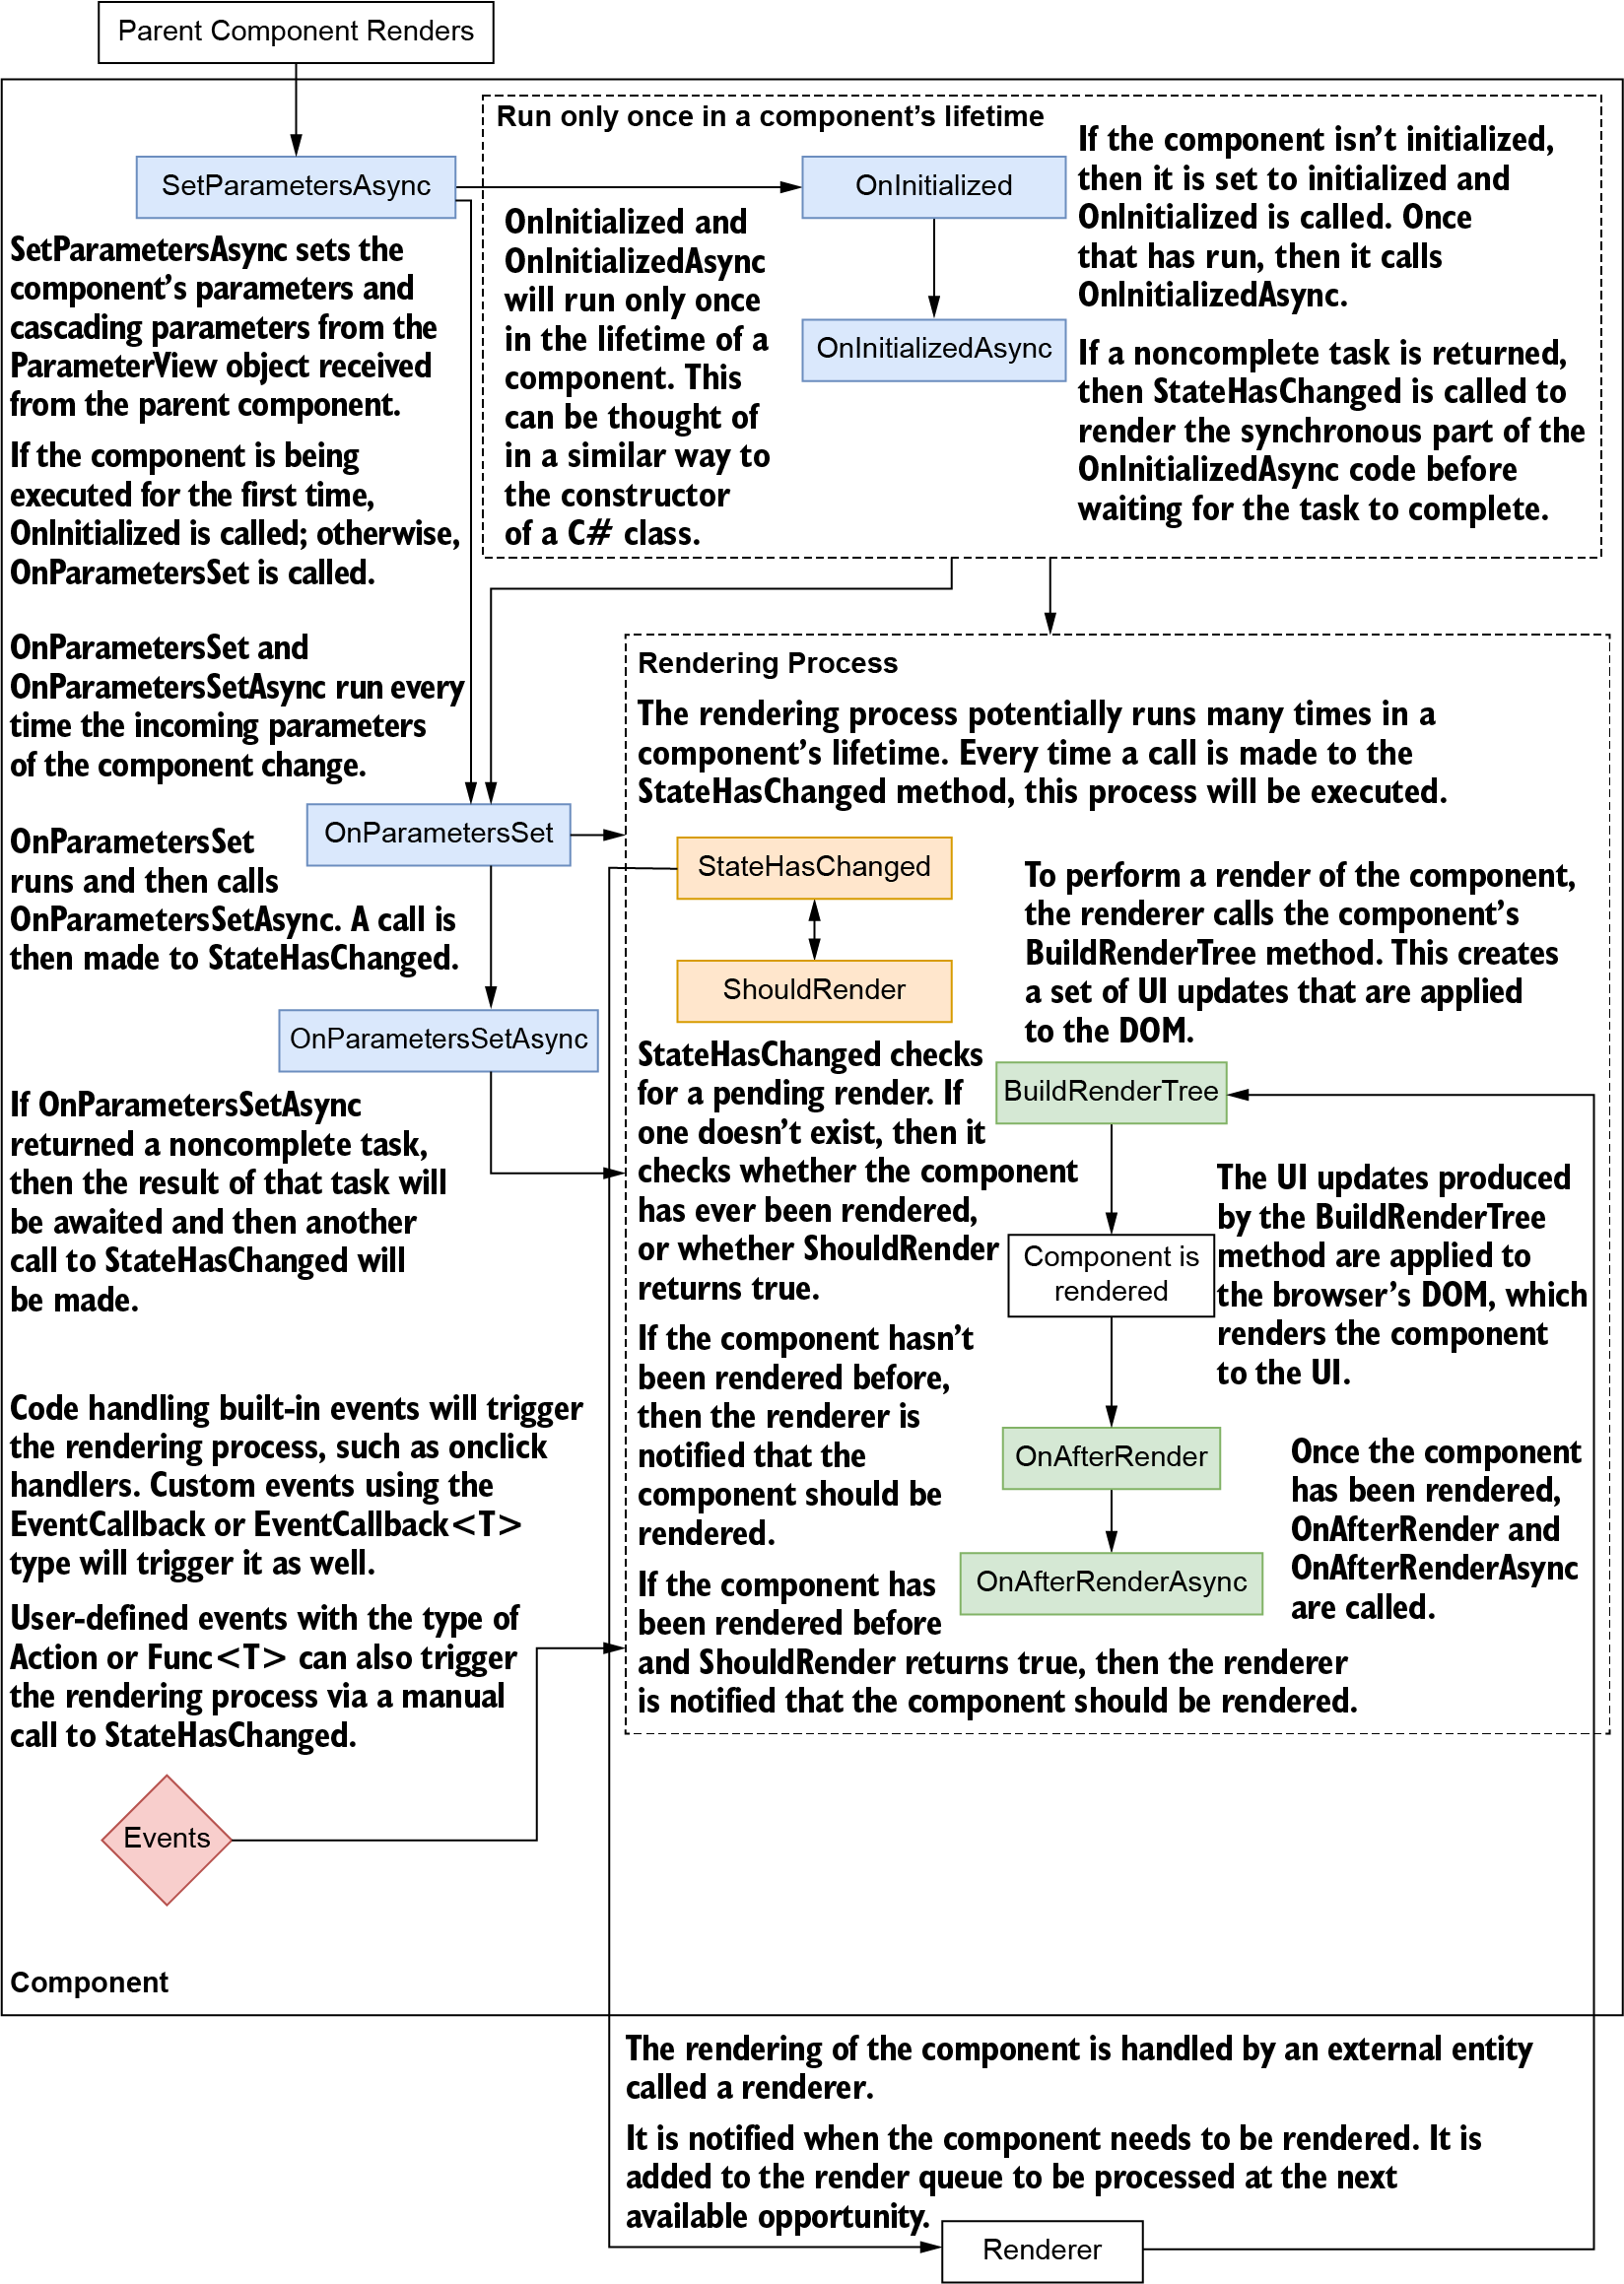 Parent Component Renders
Run only once in a component’s lifetime
SetParametersAsync
OnInitialized
If the component isn’t initialized,
then it is set to initialized and
OnInitialized is called. Once
that has run, then it calls
OnInitializedAsync.
OnInitialized and
OnInitializedAsync
will run only once
in the lifetime of a
component. This
can be thought of
in a similar way to
the constructor
of a C# class.
OnInitializedAsync
If a noncomplete task is returned,
then StateHasChanged is called to
render the synchronous part of the
OnInitializedAsync code before
waiting for the task to complete.
SetParametersAsync sets the
component’s parameters and
cascading parameters from the
ParameterView object received
from the parent component.
If the component is being
executed for the first time,
OnInitialized is called; otherwise,
OnParametersSet is called.
OnParametersSet and
OnParametersSetAsync run every
time the incoming parameters
of the component change.
OnParametersSet
OnParametersSet
runs and then calls
OnParametersSetAsync. A call is
then made to StateHasChanged.
OnParametersSetAsync
If OnParametersSetAsync
returned a noncomplete task,
then the result of that task will
be awaited and then another
call to StateHasChanged will
be made.
Rendering Process
The rendering process potentially runs many times in a
component’s lifetime. Every time a call is made to the
StateHasChanged method, this process will be executed.
StateHasChanged
ShouldRender
To perform a render of the component,
the renderer calls the component’s
BuildRenderTree method. This creates
a set of UI updates that are applied
to the DOM.
StateHasChanged checks
for a pending render. If
one doesn’t exist, then it
checks whether the component
has ever been rendered,
or whether ShouldRender
returns true.
If the component hasn’t
been rendered before,
then the renderer is
notified that the
component should be
rendered.
If the component has
been rendered before
and ShouldRender returns true, then the renderer
is notified that the component should be rendered.
BuildRenderTree
The UI updates produced
by the BuildRenderTree
method are applied to
the browser’s DOM, which
renders the component
to the UI.
Component is
rendered
OnAfterRender
Once the component
has been rendered,
OnAfterRender and
OnAfterRenderAsync
are called.
OnAfterRenderAsync
Code handling built-in events will trigger
the rendering process, such as onclick
handlers. Custom events using the
EventCallback or EventCallback<T>
type will trigger it as well.
User-defined events with the type of
Action or Func<T> can also trigger
the rendering process via a manual
call to StateHasChanged.
Events
Component
The rendering of the component is handled by an external entity
called a renderer.
It is notified when the component needs to be rendered. It is
added to the render queue to be processed at the next
available opportunity.
Renderer